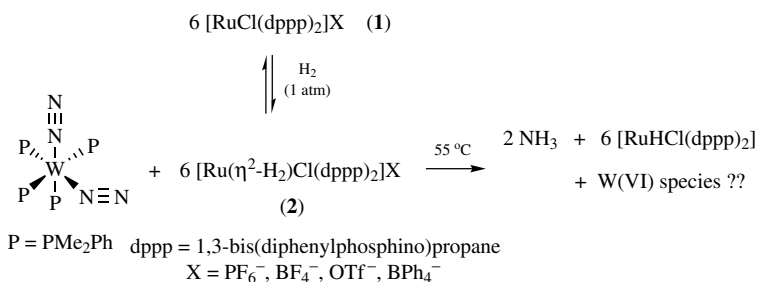 6 [RuCl(dppp)₂]X (1)
H₂
(1 atm)
N
N
P P
W
P N≡N
P
+ 6 [Ru(η²-H₂)Cl(dppp)₂]X
(2)
55 °C
2 NH₃ + 6 [RuHCl(dppp)₂]
+ W(VI) species ??
P = PMe₂Ph dppp = 1,3-bis(diphenylphosphino)propane
X = PF₆⁻, BF₄⁻, OTf⁻, BPh₄⁻